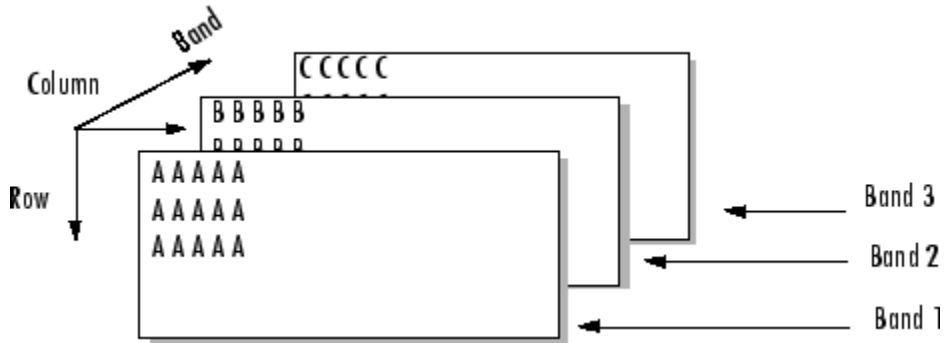 Band
Column
Row
C C C C C
B B B B B
A A A A A
A A A A A
A A A A A
Band 3
Band 2
Band 1